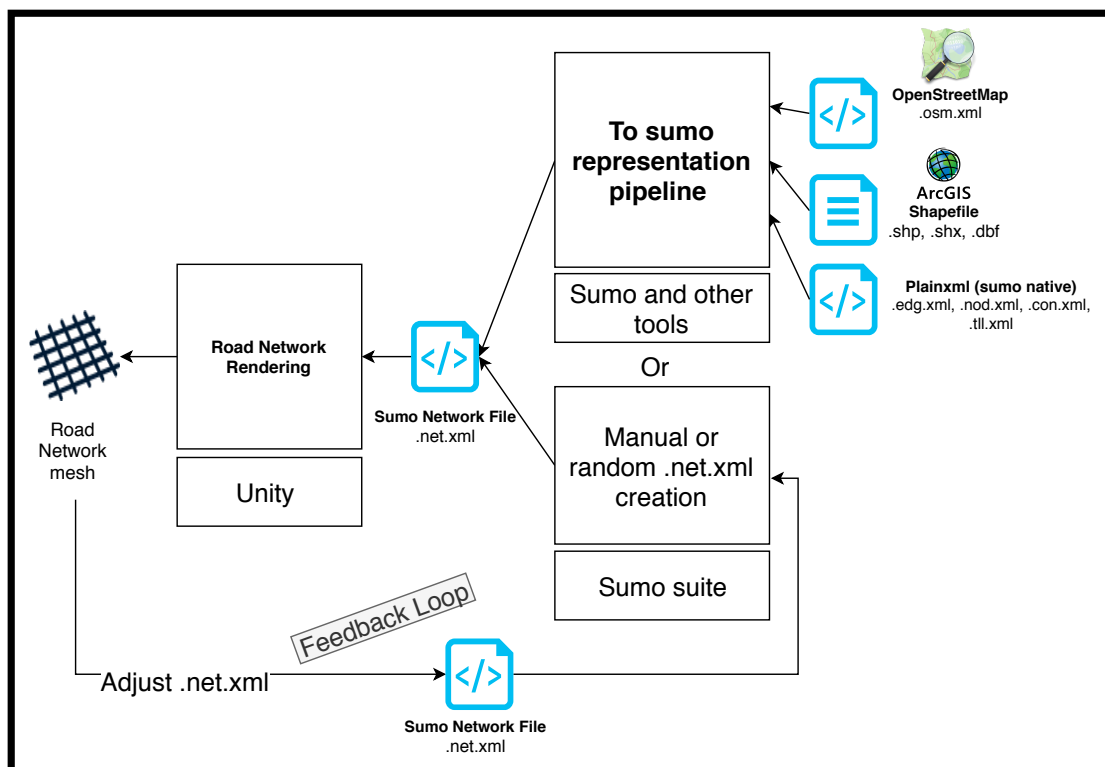 OpenStreetMap
.osm.xml
To sumo
representation
pipeline
</>
ArcGIS
Shapefile
.shp, .shx, .dbf
</>
Plainxml (sumo native)
.edg.xml, .nod.xml, .con.xml,
.tll.xml
Sumo and other
tools
Or
Road Network
Rendering
</>
Sumo Network File
.net.xml
Road
Network
mesh
Unity
Manual or
random .net.xml
creation
Sumo suite
Feedback Loop
Adjust .net.xml
</>
Sumo Network File
.net.xml